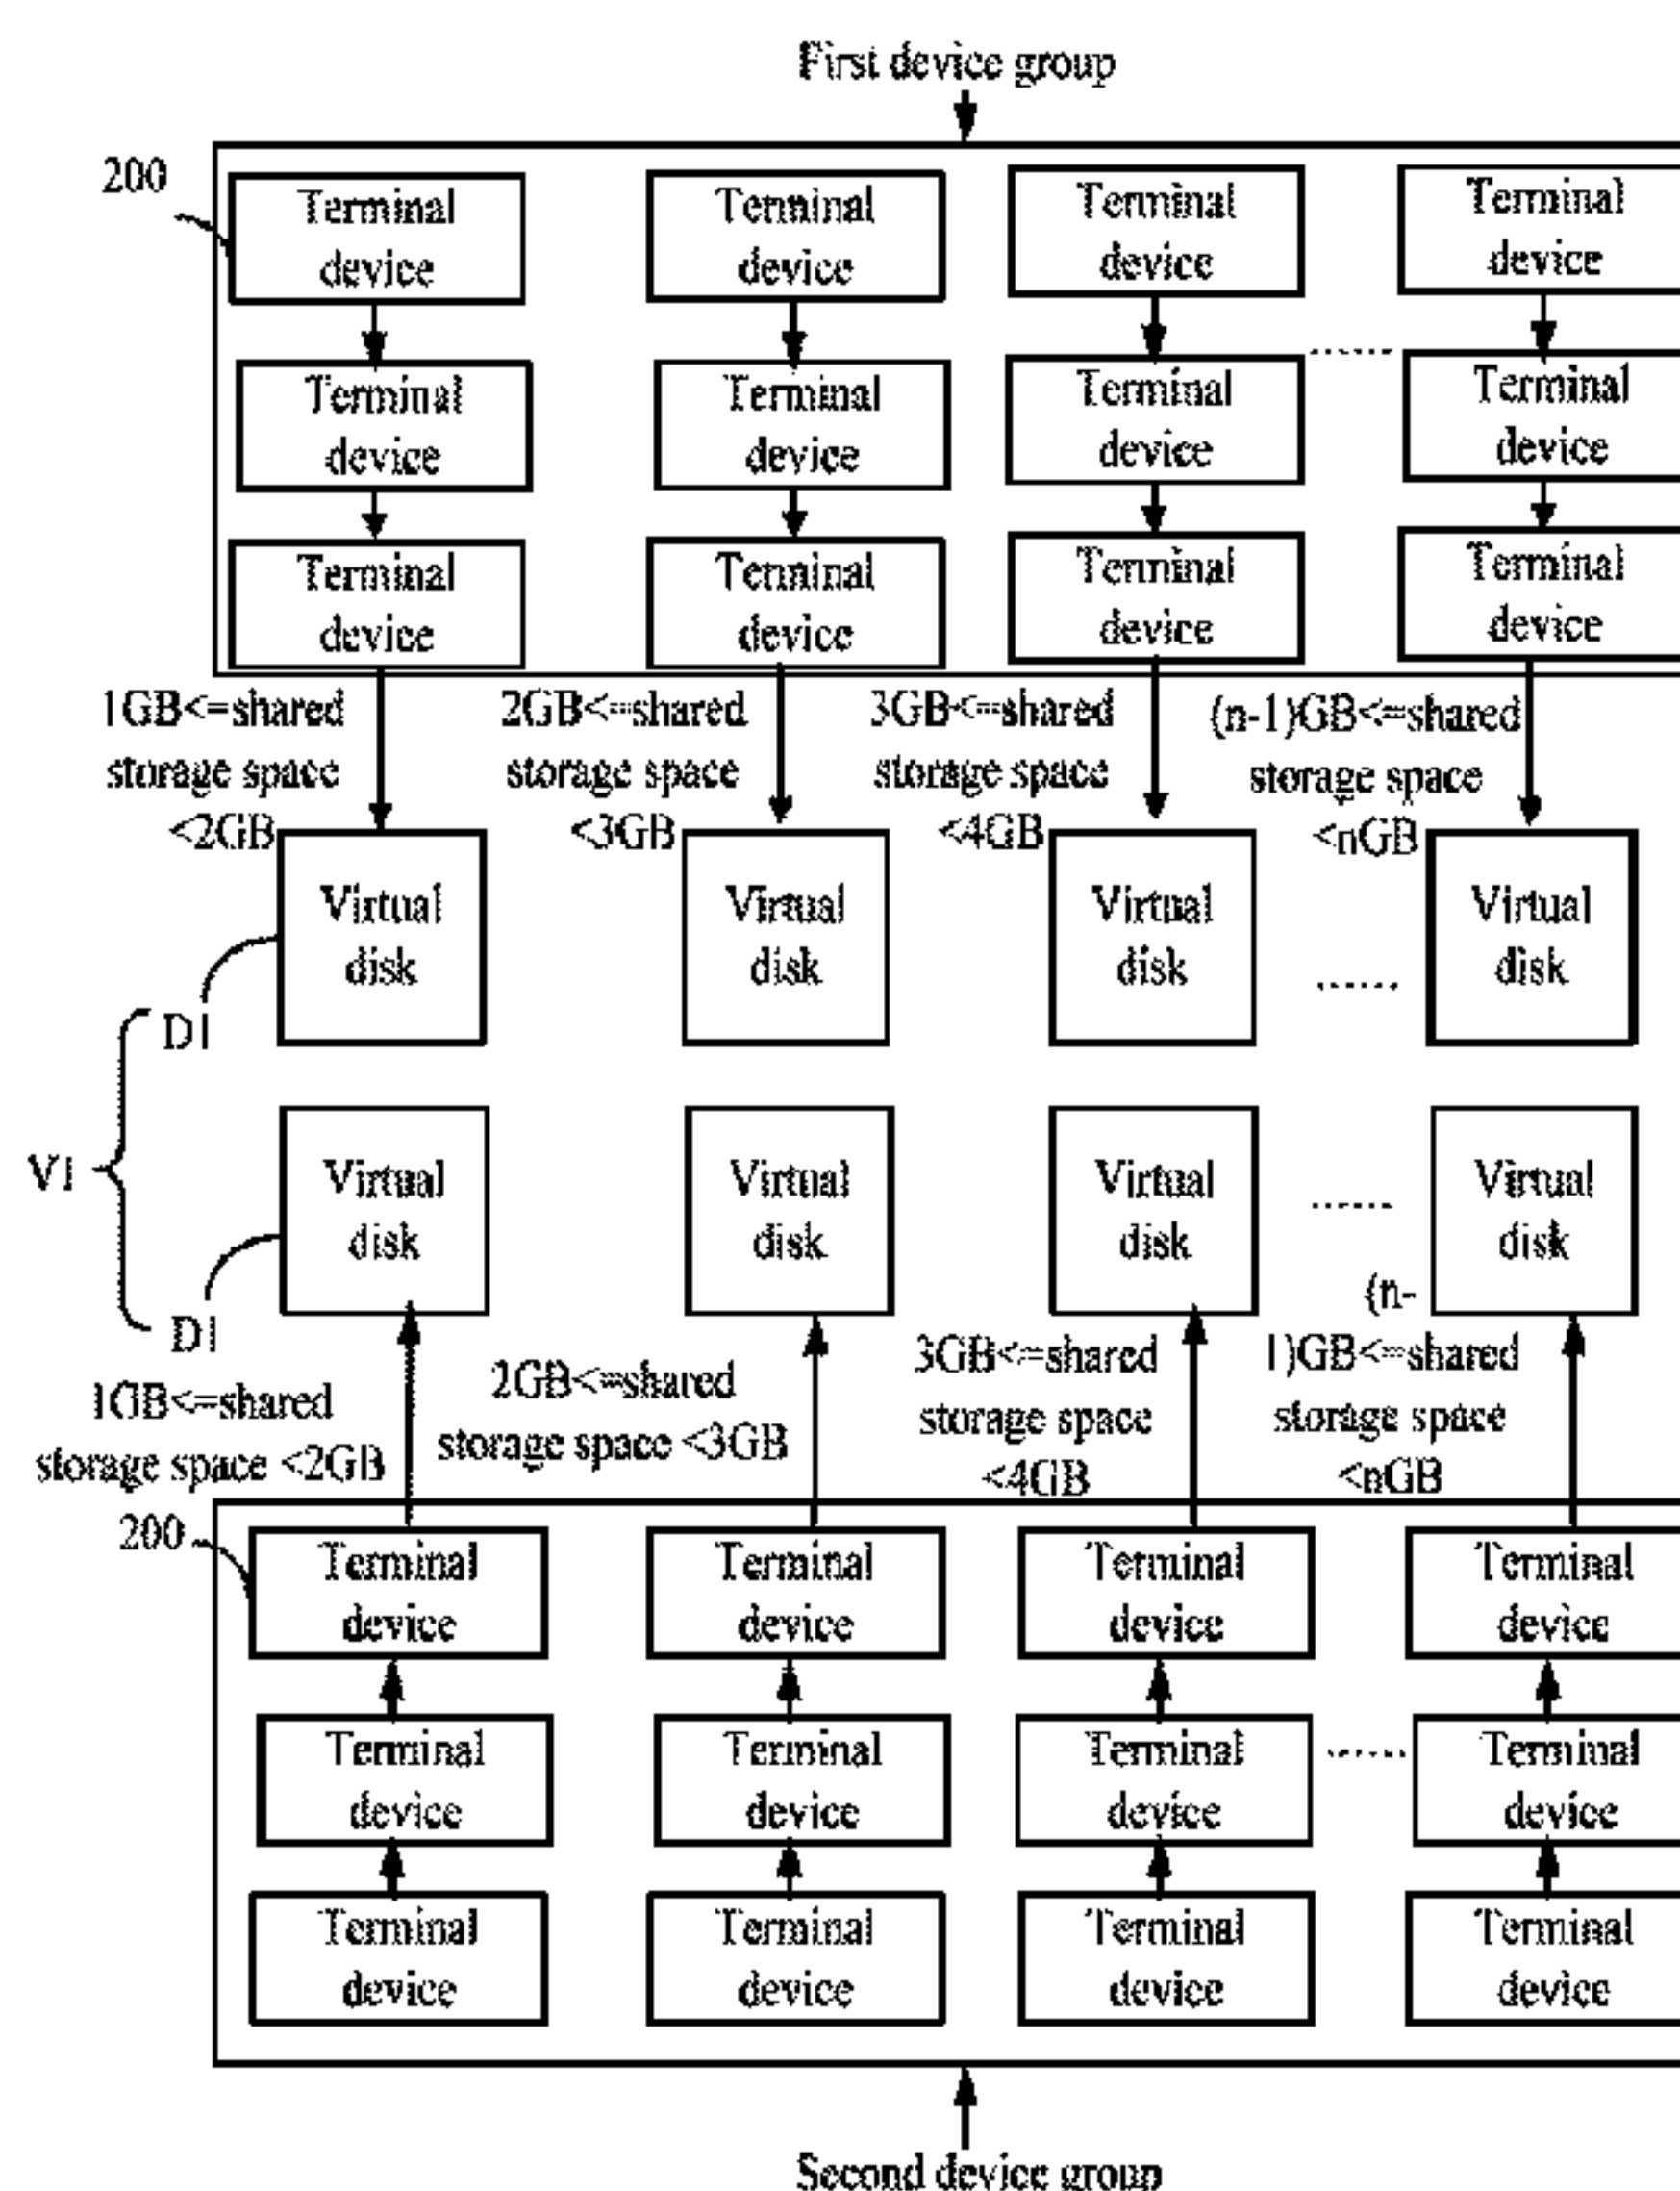 First device group
200
Terminal
device
Terminal
device
Terminal
device
Terminal
device
Terminal
device
Terminal
device
Terminal
device
Terminal
device
......
Terminal
device
Terminal
device
Terminal
device
Terminal
device
1GB<=shared
storage space
<2GB
2GB<=shared
storage space
<3GB
3GB<=shared
storage space
<4GB
(n-1)GB<=shared
storage space
<nGB
Virtual
disk
Virtual
disk
Virtual
disk
......
Virtual
disk
D1
V1
Virtual
disk
Virtual
disk
Virtual
disk
......
Virtual
disk
D1
1GB<=shared
storage space <2GB
2GB<=shared
storage space <3GB
3GB<=shared
storage space
<4GB
(n-
1)GB<=shared
storage space
<nGB
200
Terminal
device
Terminal
device
Terminal
device
Terminal
device
Terminal
device
Terminal
device
Terminal
device
......
Terminal
device
Terminal
device
Terminal
device
Terminal
device
Terminal
device
Second device group